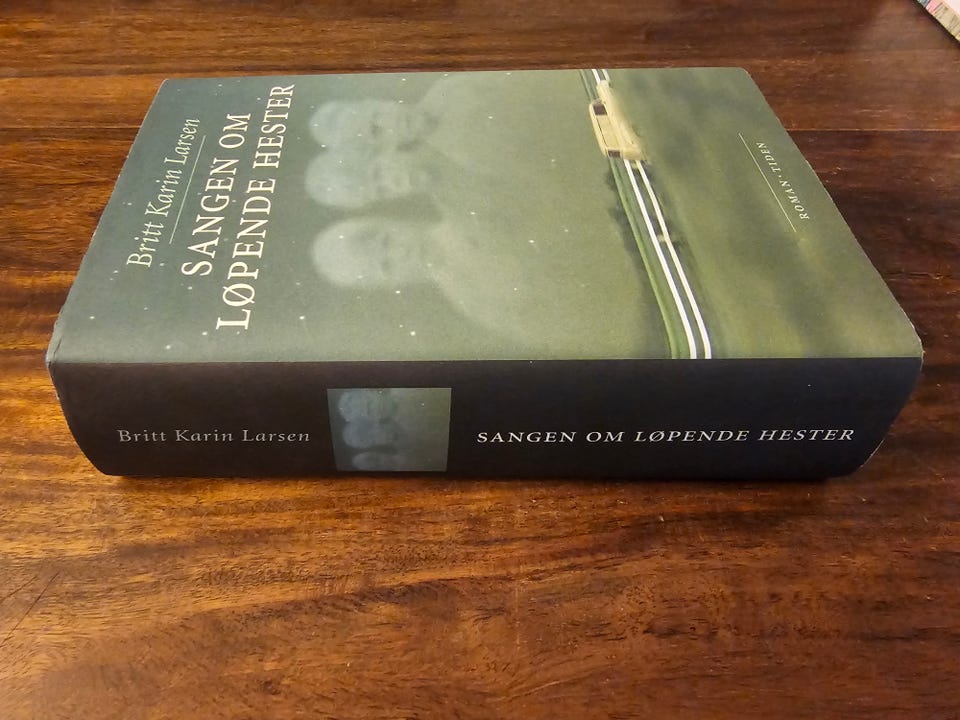 Britt Karin Larsen
SANGEN OM
LØPENDE HESTER
ROMAN·TIDEN
Britt Karin Larsen
SANGEN OM LØPENDE HESTER